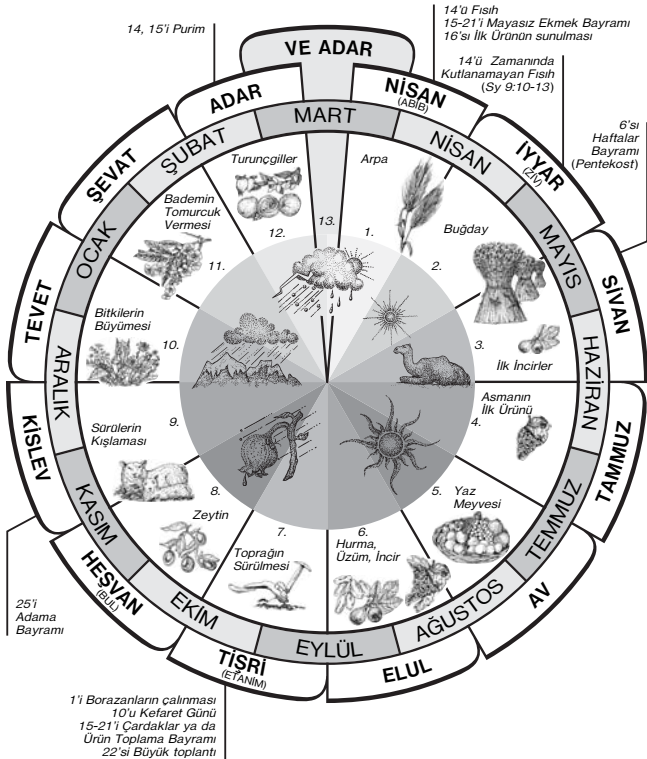 14, 15'i Purim
14'ü Fısıh
15-21'i Mayasız Ekmek Bayramı
16'sı İlk Ürünün sunulması
14'ü Zamanında
Kutlanamayan Fısıh
(Sy 9:10-13)
6'sı
Haftalar
Bayramı
(Pentekost)
VE ADAR
NİSAN
(ABİB)
İYYAR
(ZİV)
SİVAN
TAMMUZ
AV
ELUL
TİŞRİ
(ETANİM)
HEŞVAN
(BUL)
KİSLEV
TEVET
ŞEVAT
ADAR
MART
NİSAN
MAYIS
HAZİRAN
TEMMUZ
AĞUSTOS
EYLÜL
EKİM
KASIM
ARALIK
OCAK
ŞUBAT
Arpa
1.
Buğday
2.
3.
İlk İncirler
Asmanın
İlk Ürünü
4.
5.
Yaz
Meyvesi
6.
Hurma,
Üzüm, İncir
7.
Toprağın
Sürülmesi
8.
Zeytin
9.
Sürülerin
Kışlaması
10.
Bitkilerin
Büyümesi
11.
Bademin
Tomurcuk
Vermesi
12.
Turunçgiller
13.
25'i
Adama
Bayramı
1'i Borazanların çalınması
10'u Kefaret Günü
15-21'i Çardaklar ya da
Ürün Toplama Bayramı
22'si Büyük toplantı